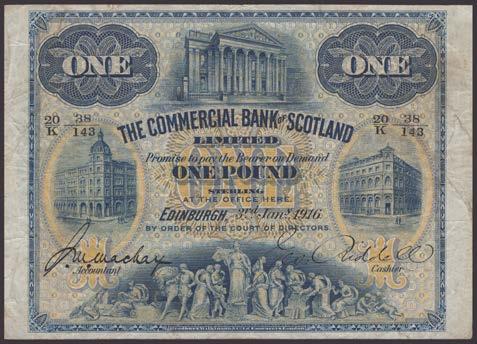 ONE ONE
20/K 38/143 20/K 38/143
THE COMMERCIAL BANK OF SCOTLAND
LIMITED
Promise to pay the Bearer on Demand
ONE POUND
STERLING
AT THE OFFICE HERE.
EDINBURGH, 3rd Jany. 1916
BY ORDER OF THE COURT OF DIRECTORS
Accountant Cashier